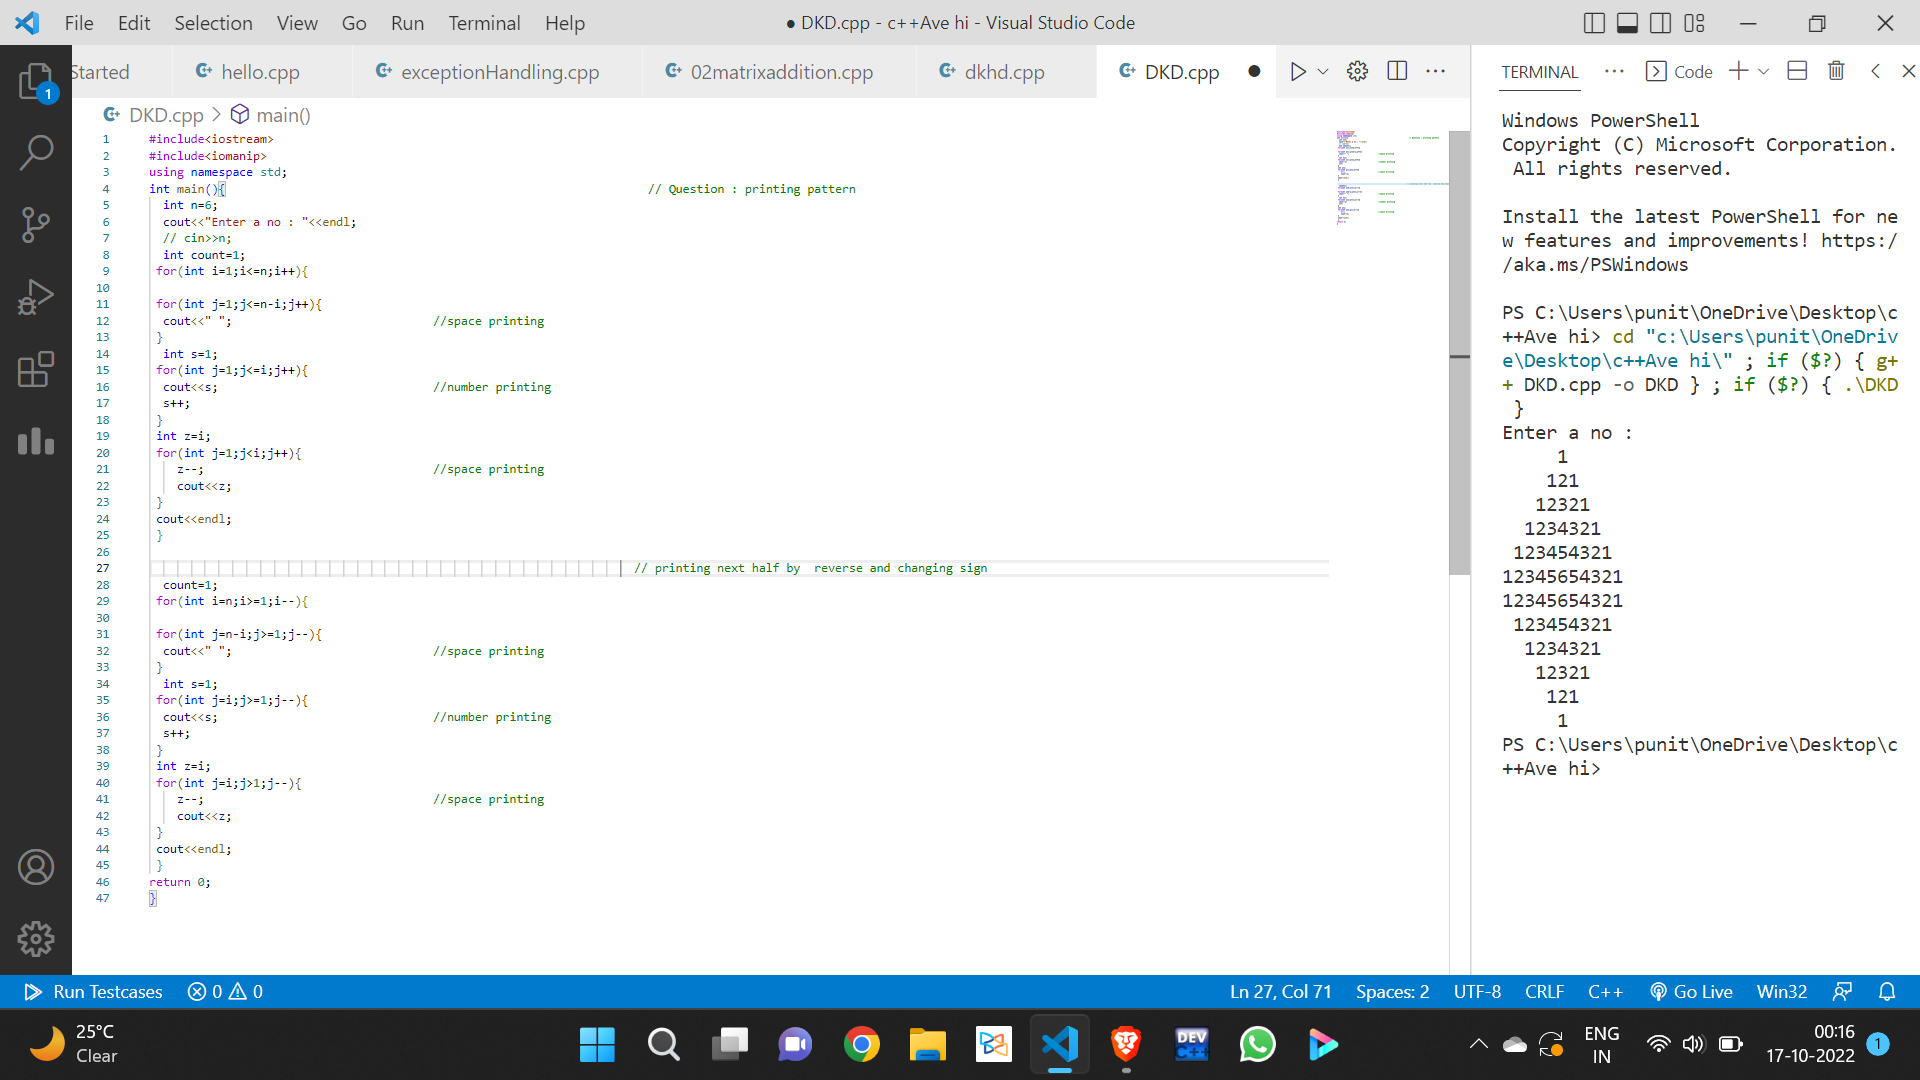 File Edit Selection View Go Run Terminal Help ● DKD.cpp - c++Ave hi - Visual Studio Code
Started hello.cpp exceptionHandling.cpp 02matrixaddition.cpp dkhd.cpp DKD.cpp ●
DKD.cpp > main()
1 #include<iostream>
2 #include<iomanip>
3 using namespace std;
4 int main(){ // Question : printing pattern
5 int n=6;
6 cout<<"Enter a no : "<<endl;
7 // cin>>n;
8 int count=1;
9 for(int i=1;i<=n;i++){
10
11 for(int j=1;j<=n-i;j++){
12 cout<<" "; //space printing
13 }
14 int s=1;
15 for(int j=1;j<=i;j++){
16 cout<<s; //number printing
17 s++;
18 }
19 int z=i;
20 for(int j=1;j<i;j++){
21 z--; //space printing
22 cout<<z;
23 }
24 cout<<endl;
25 }
26
27 // printing next half by  reverse and changing sign
28 count=1;
29 for(int i=n;i>=1;i--){
30
31 for(int j=n-i;j>=1;j--){
32 cout<<" "; //space printing
33 }
34 int s=1;
35 for(int j=i;j>=1;j--){
36 cout<<s; //number printing
37 s++;
38 }
39 int z=i;
40 for(int j=i;j>1;j--){
41 z--; //space printing
42 cout<<z;
43 }
44 cout<<endl;
45 }
46 return 0;
47 }
TERMINAL ··· Code
Windows PowerShell
Copyright (C) Microsoft Corporation.
All rights reserved.
Install the latest PowerShell for ne
w features and improvements! https:/
/aka.ms/PSWindows
PS C:\Users\punit\OneDrive\Desktop\c
++Ave hi> cd "c:\Users\punit\OneDriv
e\Desktop\c++Ave hi\" ; if ($?) { g+
+ DKD.cpp -o DKD } ; if ($?) { .\DKD
}
Enter a no :
1
121
12321
1234321
123454321
12345654321
12345654321
123454321
1234321
12321
121
1
PS C:\Users\punit\OneDrive\Desktop\c
++Ave hi>
1
Run Testcases 0 0 Ln 27, Col 71 Spaces: 2 UTF-8 CRLF C++ Go Live Win32
25°C
Clear
DEV
C++
ENG
IN
00:16
17-10-2022
1